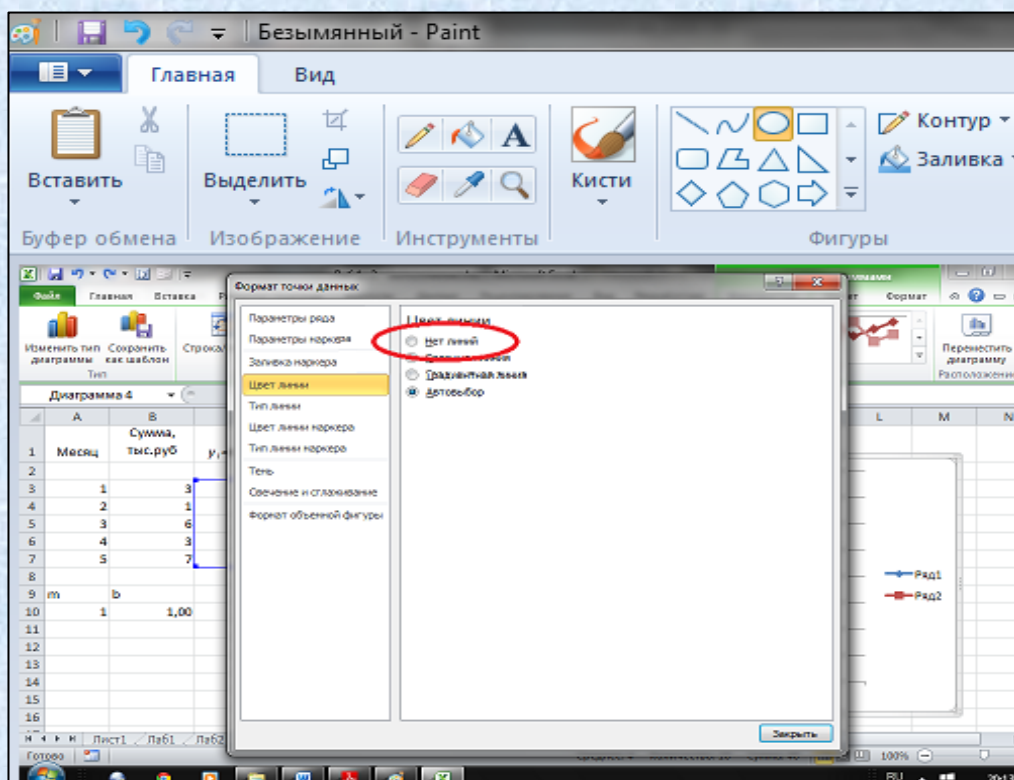 Безымянный - Paint
Главная Вид
Вставить
Выделить
Кисти
Контур
Заливка
Буфер обмена Изображение Инструменты Фигуры
Формат точки данных
Файл Главная Вставка
Формат
Изменить тип диаграммы
Сохранить как шаблон
Переместить диаграмму
Тип
Расположение
Диаграмма 4
A B L M N
Параметры ряда
Параметры маркера
Заливка маркера
Цвет линии
Тип линии
Цвет линии маркера
Тип линии маркера
Тень
Свечение и сглаживание
Формат объемной фигуры
Цвет линии
Нет линий
Сплошная линия
Градиентная линия
Автовыбор
1 Месяц Сумма, тыс.руб
2
3 1 3
4 2 1
5 3 6
6 4 3
7 5 7
8
9 m b
10 1 1,00
11
12
13
14
15
16
Ряд1
Ряд2
Закрыть
Лист1 Лаб1 Лаб2
Готово
100%
RU